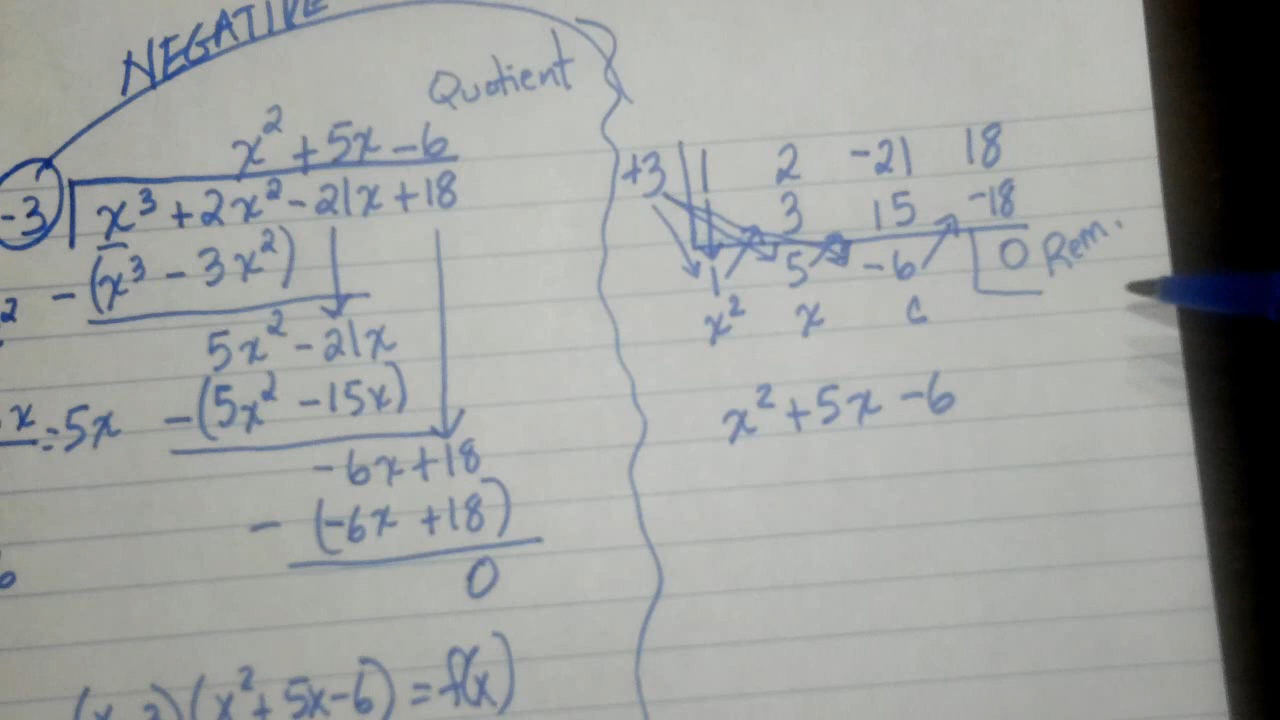 NEGATIVE
Quotient
x² + 5x - 6
-3 | x³ + 2x² - 21x + 18
- (x³ - 3x²)
5x² - 21x
= 5x - (5x² - 15x)
-6x + 18
- (-6x + 18)
0
(x²+5x-6) = f(x)
+3 | 1 2 -21 18
3 15 -18
1 5 -6 0 Rem.
x² x c
x² + 5x - 6